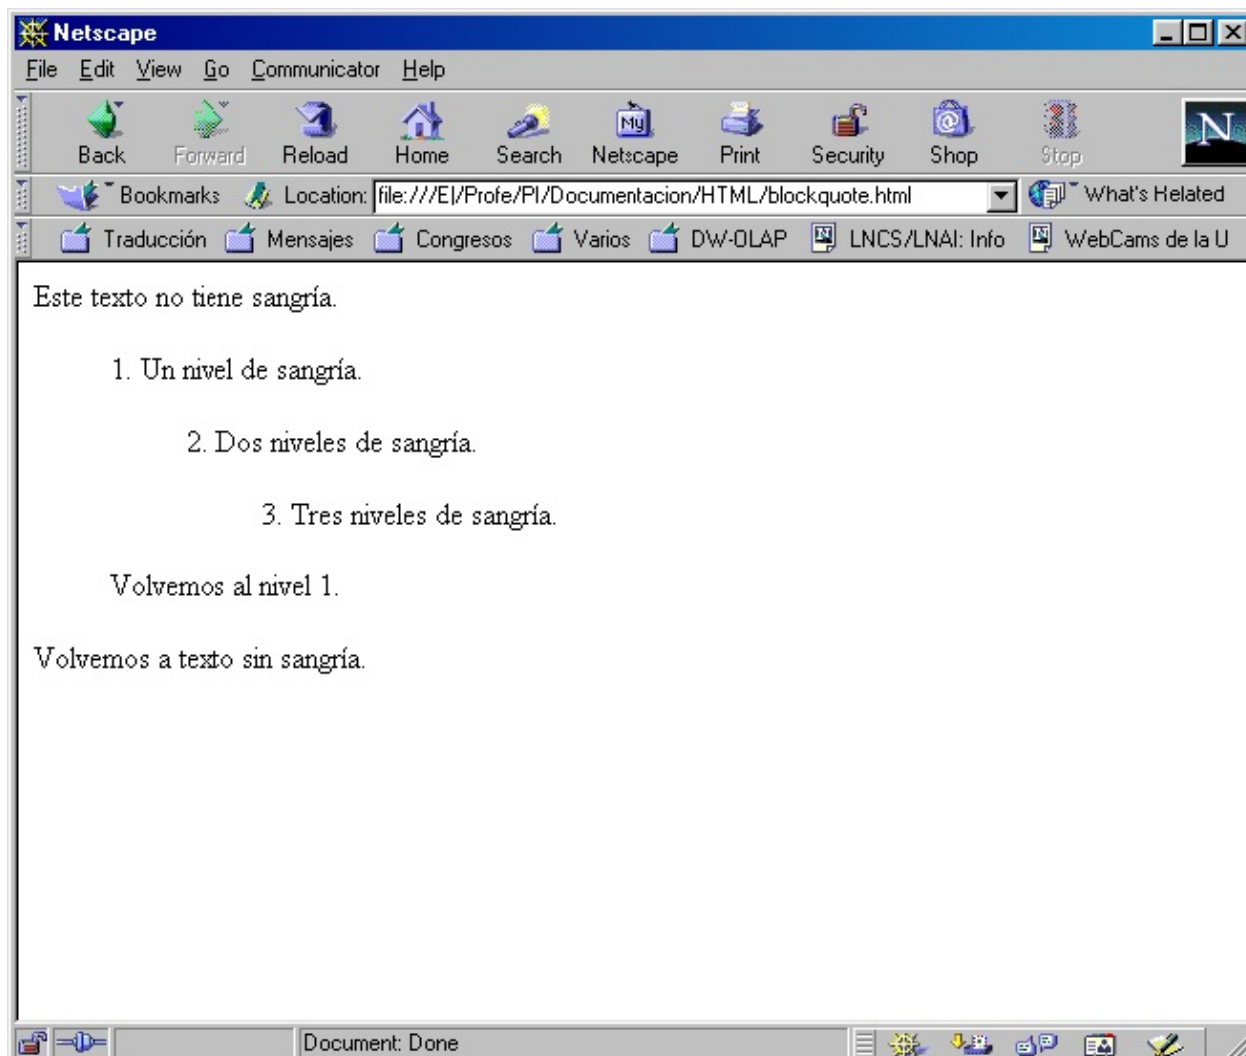 Netscape
File Edit View Go Communicator Help
Back Forward Reload Home Search Netscape Print Security Shop Stop
My
N
Bookmarks Location: file:///E|/Profe/PI/Documentacion/HTML/blockquote.html What's Related
Traducción Mensajes Congresos Varios DW-OLAP LNCS/LNAI: Info WebCams de la U
Este texto no tiene sangría.
1. Un nivel de sangría.
2. Dos niveles de sangría.
3. Tres niveles de sangría.
Volvemos al nivel 1.
Volvemos a texto sin sangría.
Document: Done